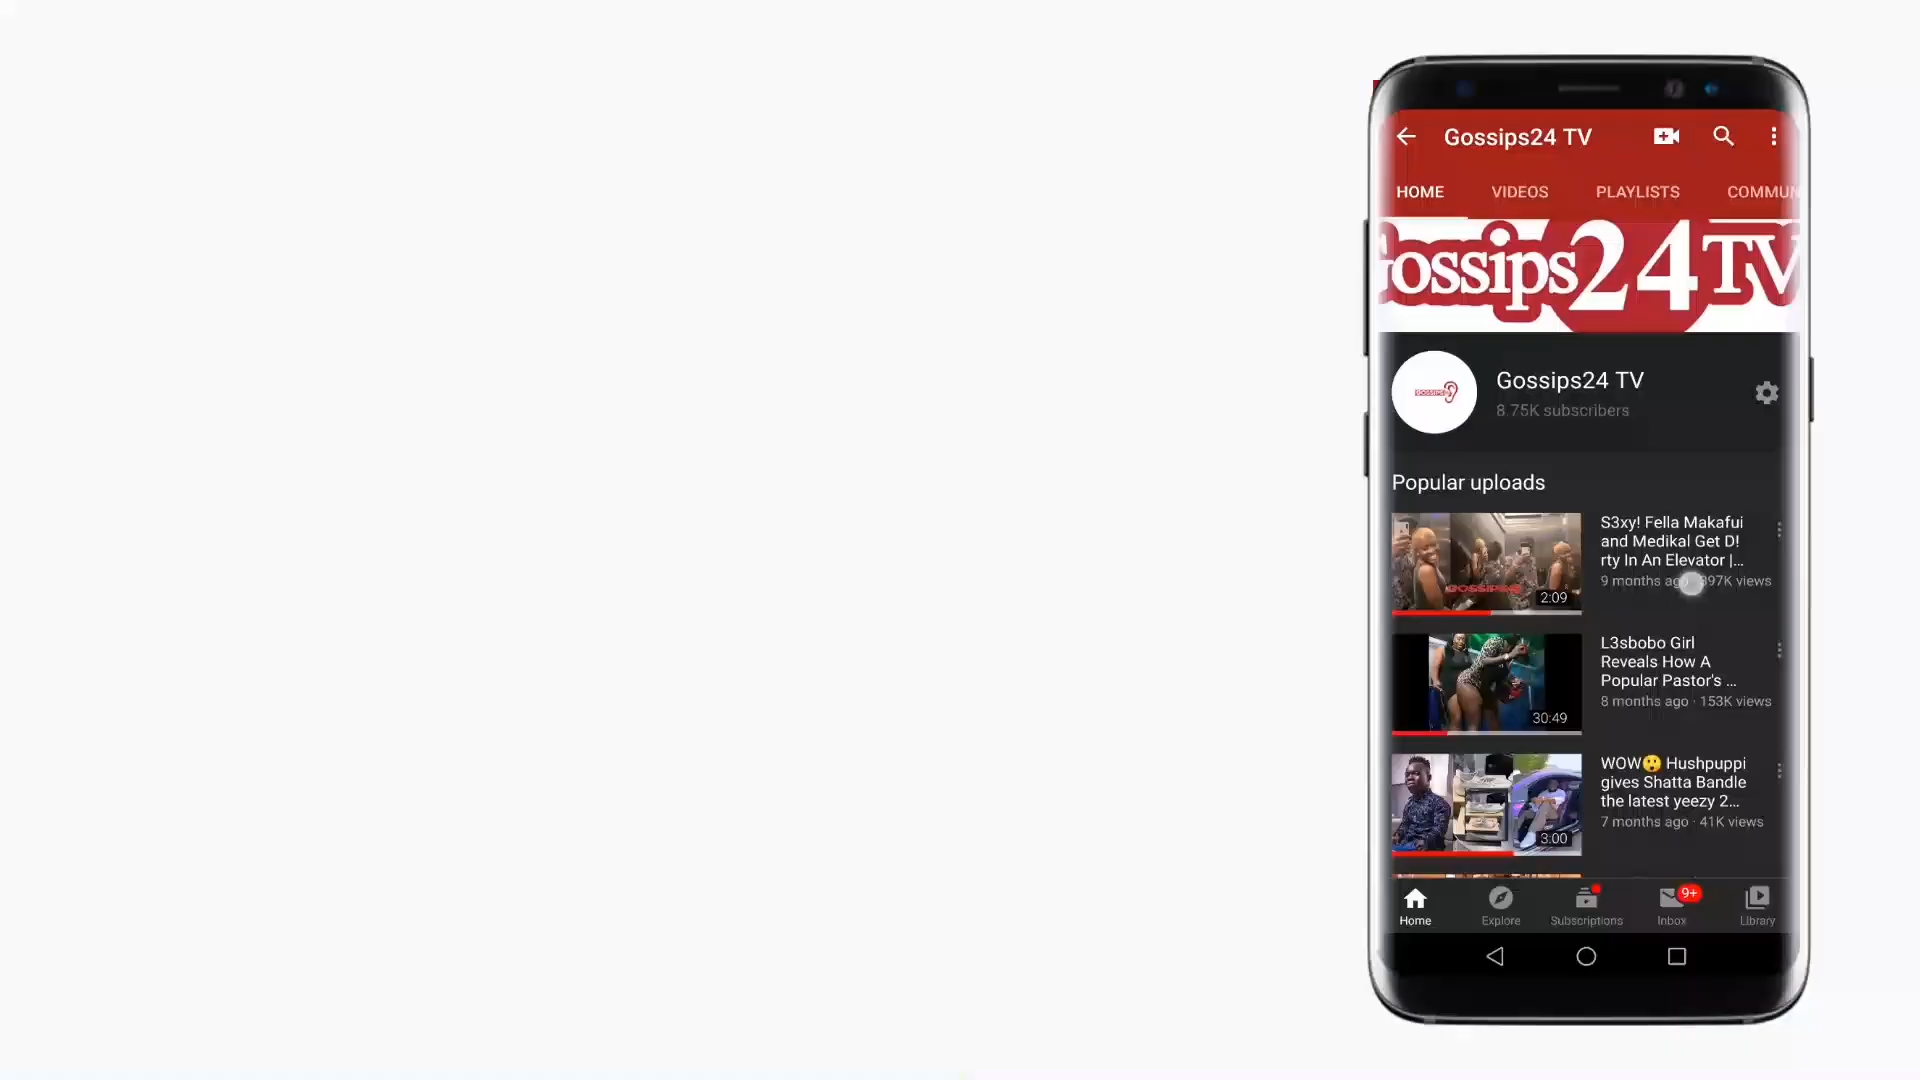 Gossips24 TV
HOME VIDEOS PLAYLISTS COMMUN
Gossips24TV
Gossips24 TV
8.75K subscribers
Popular uploads
S3xy! Fella Makafui
and Medikal Get D!
rty In An Elevator |...
9 months ago 397K views
2:09
L3sbobo Girl
Reveals How A
Popular Pastor's ...
8 months ago · 153K views
30:49
WOW😲 Hushpuppi
gives Shatta Bandle
the latest yeezy 2...
7 months ago · 41K views
3:00
9+
Home Explore Subscriptions Inbox Library